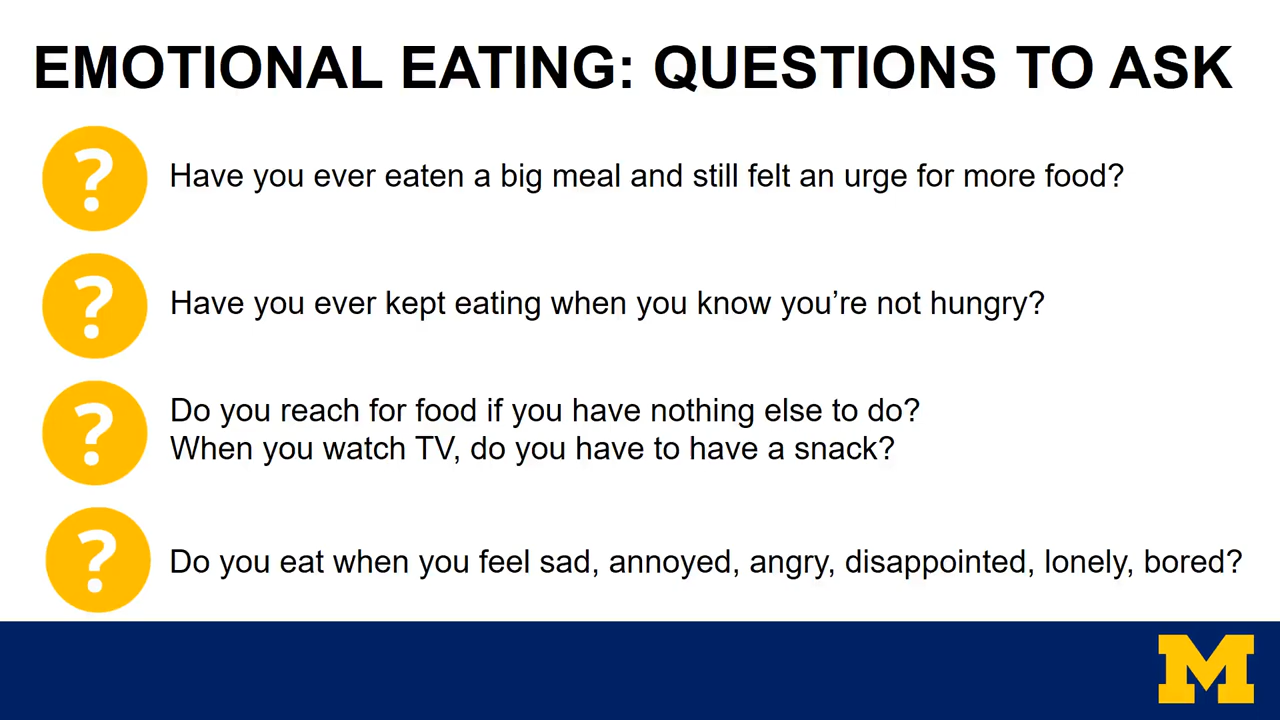 EMOTIONAL EATING: QUESTIONS TO ASK
?
Have you ever eaten a big meal and still felt an urge for more food?
?
Have you ever kept eating when you know you’re not hungry?
?
Do you reach for food if you have nothing else to do?
When you watch TV, do you have to have a snack?
?
Do you eat when you feel sad, annoyed, angry, disappointed, lonely, bored?
M